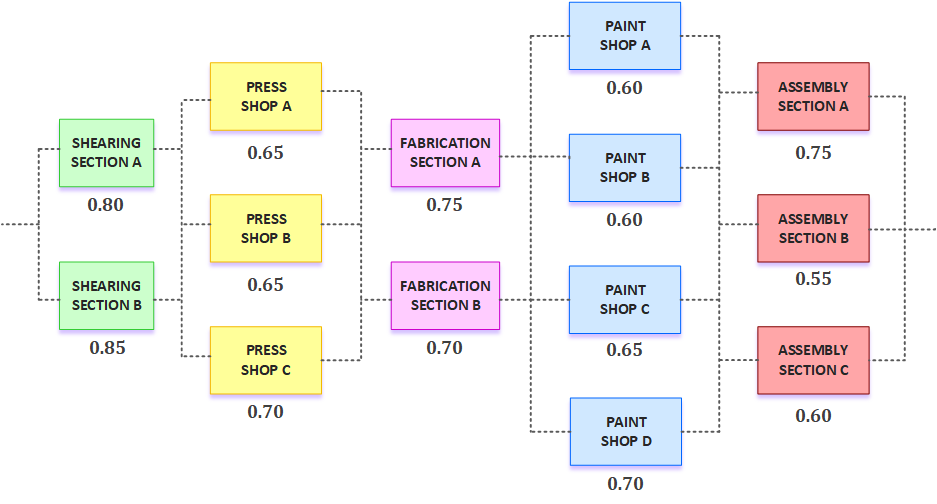 SHEARING
SECTION A
0.80
SHEARING
SECTION B
0.85
PRESS
SHOP A
0.65
PRESS
SHOP B
0.65
PRESS
SHOP C
0.70
FABRICATION
SECTION A
0.75
FABRICATION
SECTION B
0.70
PAINT
SHOP A
0.60
PAINT
SHOP B
0.60
PAINT
SHOP C
0.65
PAINT
SHOP D
0.70
ASSEMBLY
SECTION A
0.75
ASSEMBLY
SECTION B
0.55
ASSEMBLY
SECTION C
0.60